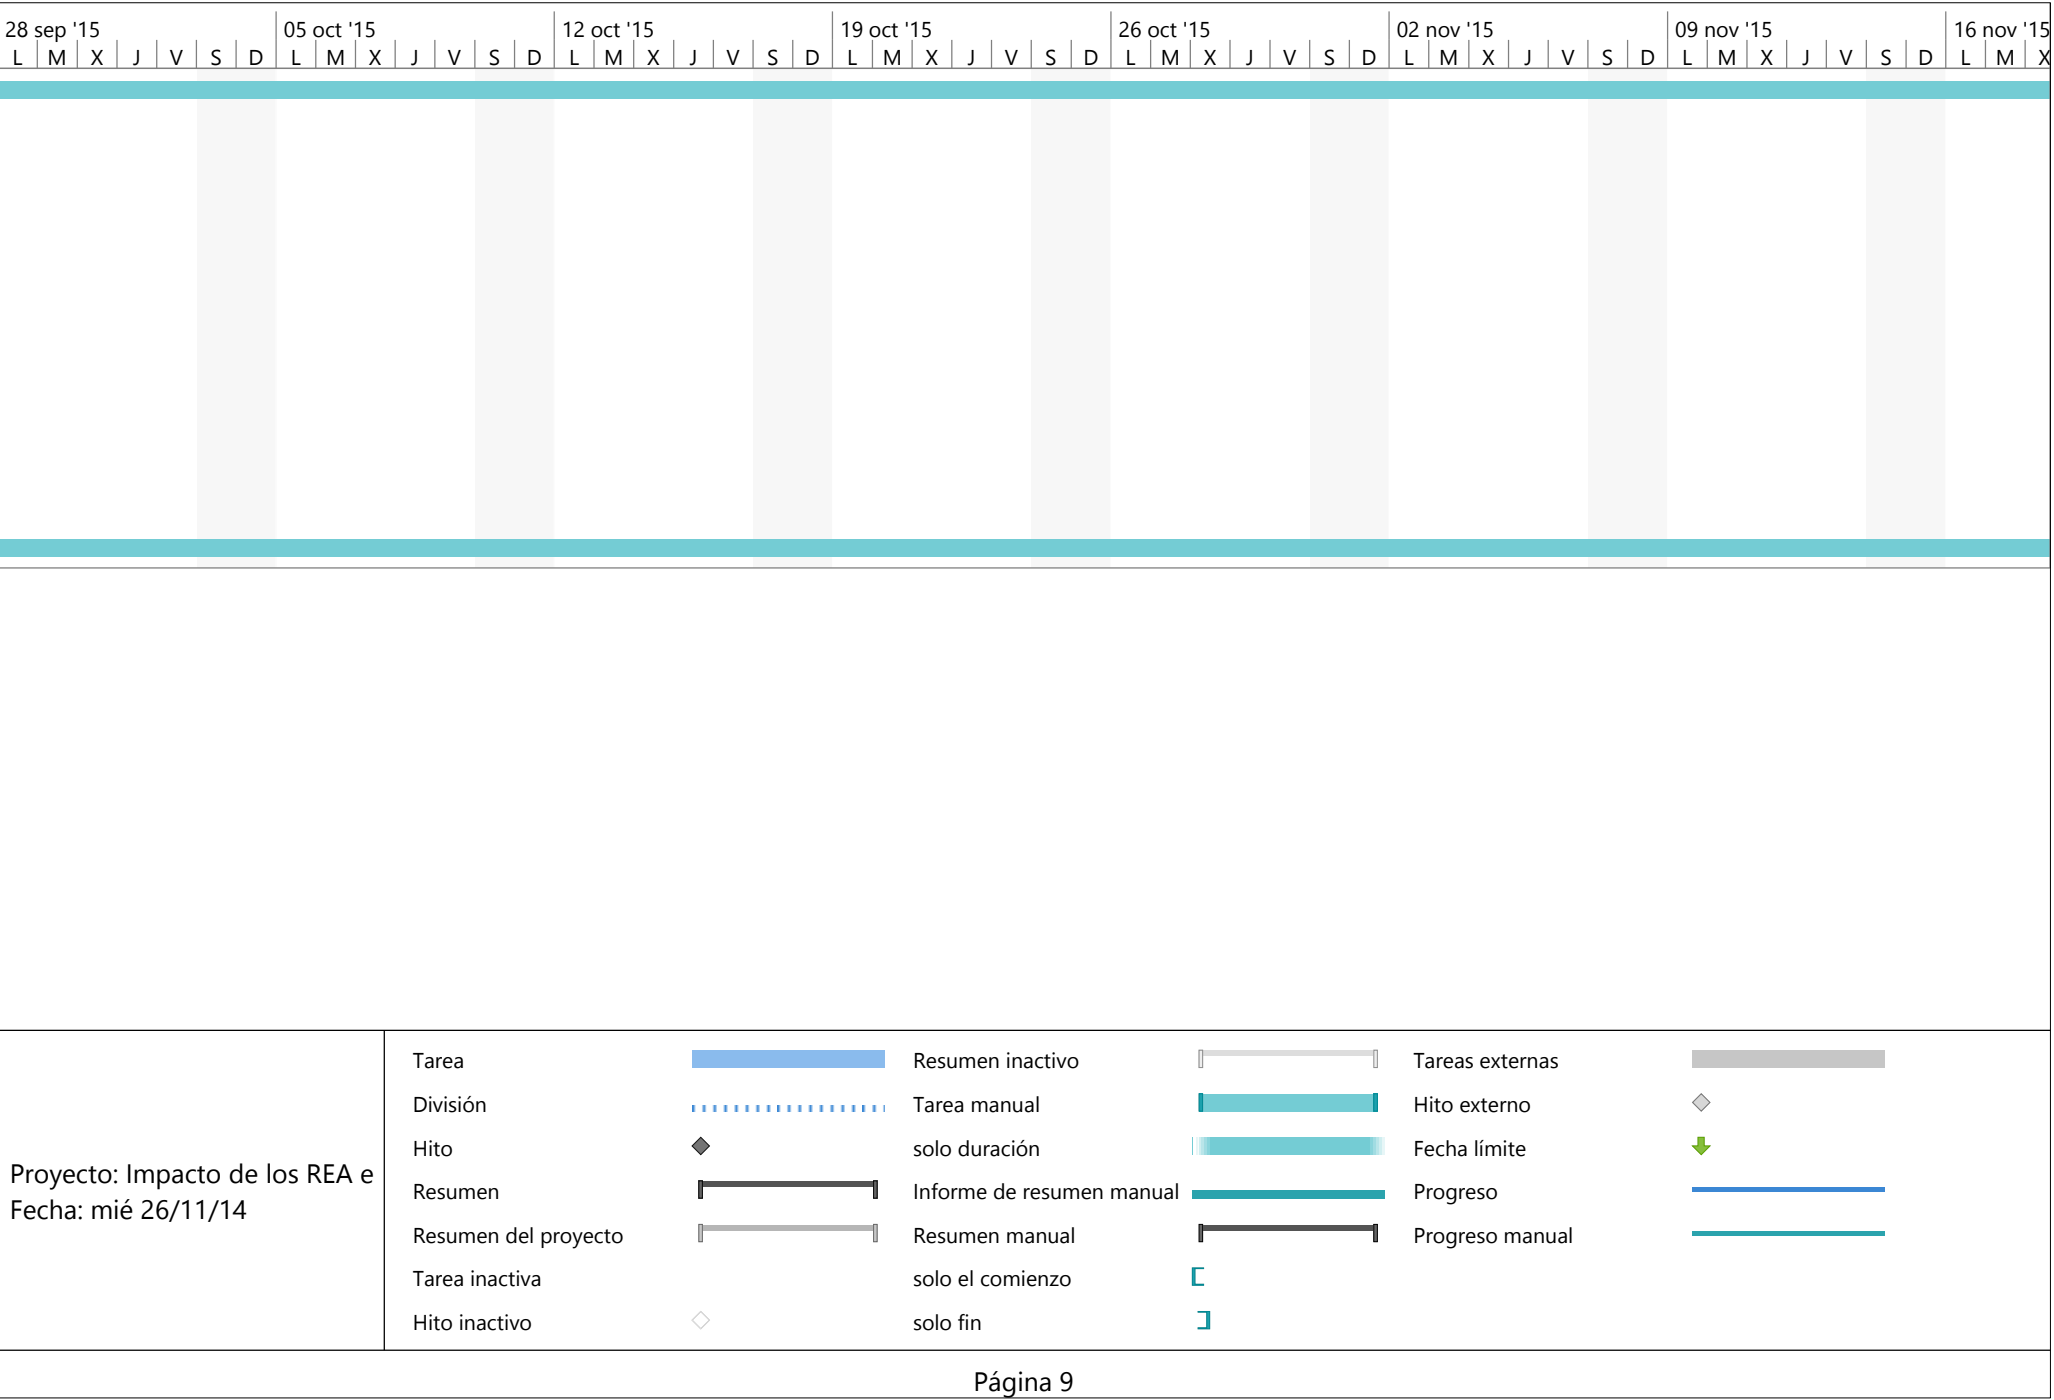 28 sep '15 05 oct '15 12 oct '15 19 oct '15 26 oct '15 02 nov '15 09 nov '15 16 nov '15
L M X J V S D L M X J V S D L M X J V S D L M X J V S D L M X J V S D L M X J V S D L M X J V S D L M X
Proyecto: Impacto de los REA e
Fecha: mié 26/11/14
Tarea
División
Hito
Resumen
Resumen del proyecto
Tarea inactiva
Hito inactivo
Resumen inactivo
Tarea manual
solo duración
Informe de resumen manual
Resumen manual
solo el comienzo
solo fin
Tareas externas
Hito externo
Fecha límite
Progreso
Progreso manual
Página 9